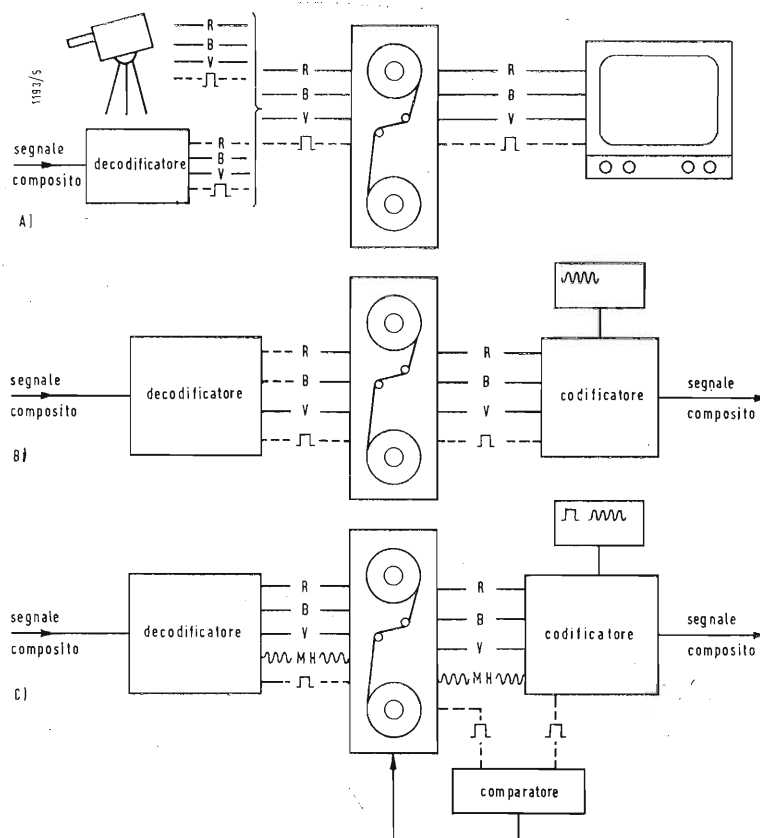 R
B
V
1193/S
R R
B B
V V
segnale
composito
decodificatore
R
B
V
A)
segnale
composito
decodificatore
R
B
V
R
B
V
codificatore
segnale
composito
B)
segnale
composito
decodificatore
R
B
V
MH
R
B
V
MH
codificatore
segnale
composito
C)
comparatore